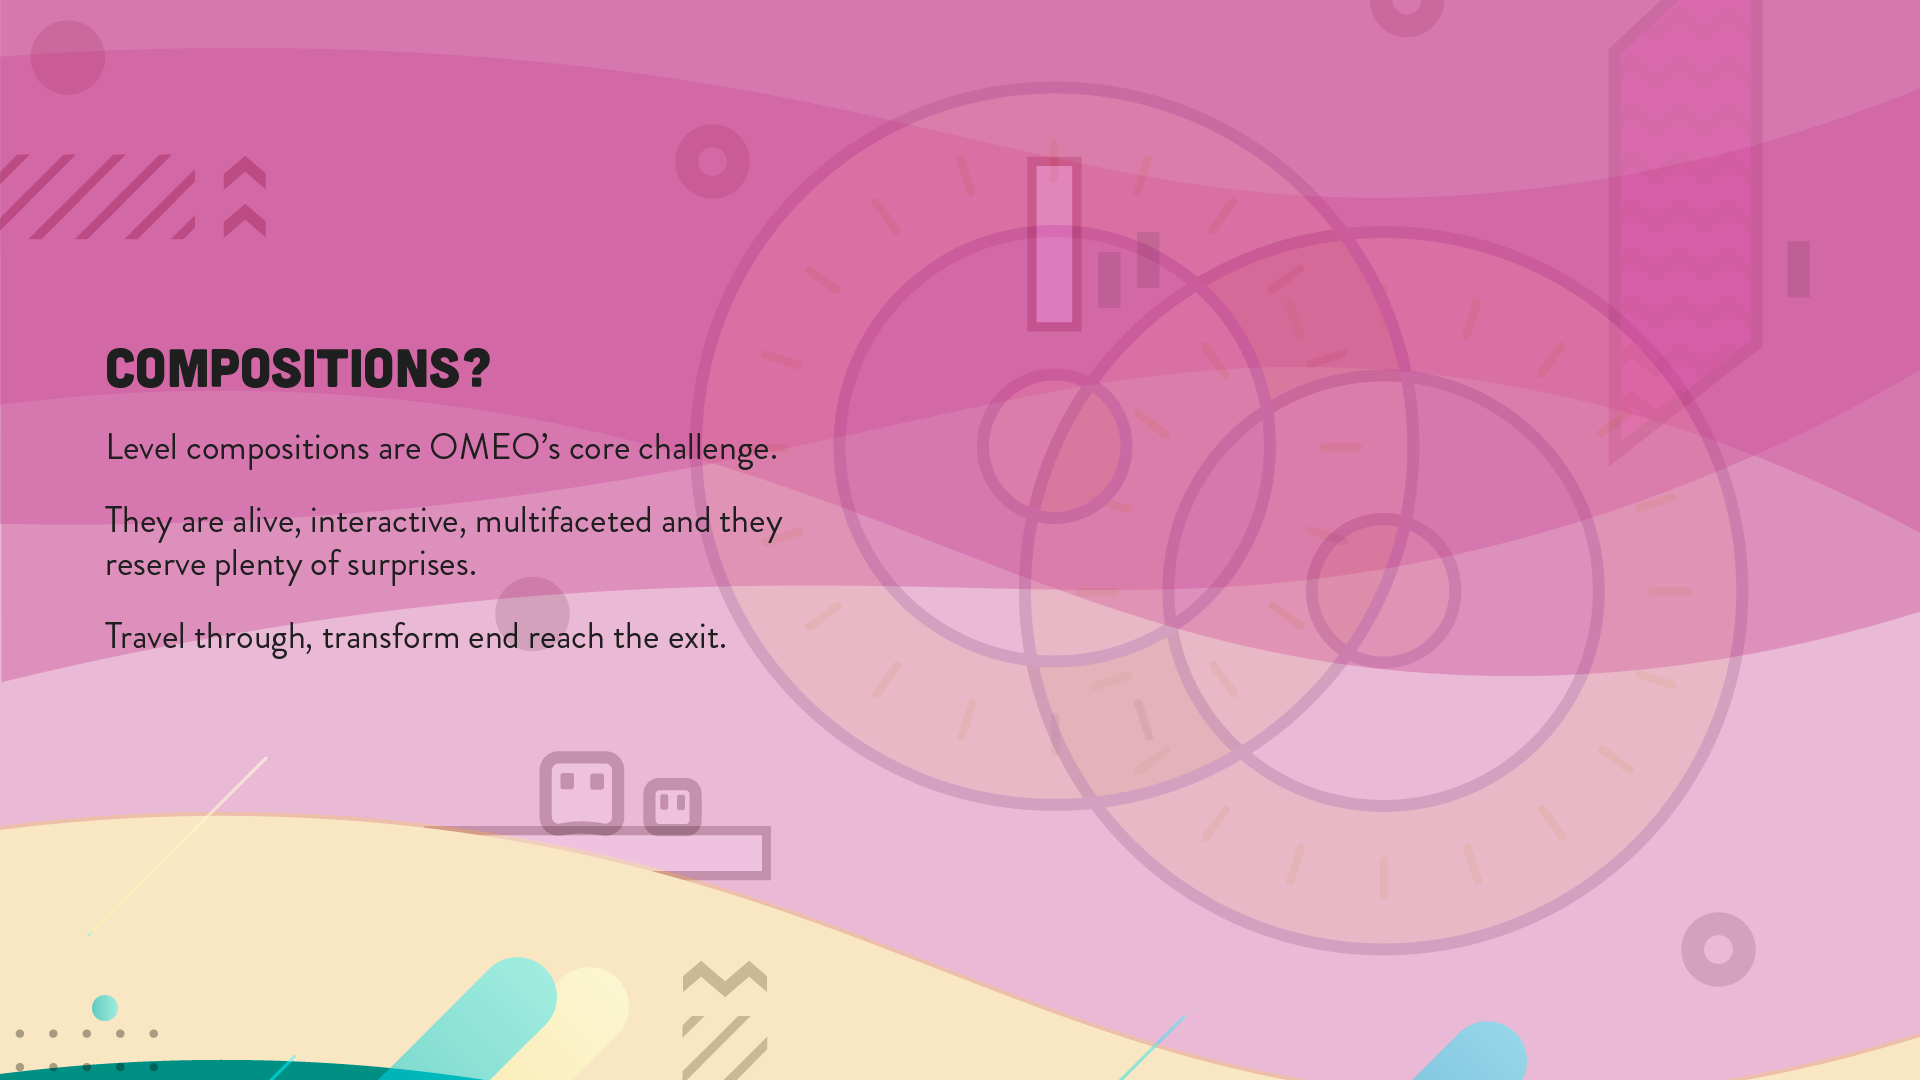 COMPOSITIONS?
Level compositions are OMEO’s core challenge.
They are alive, interactive, multifaceted and they
reserve plenty of surprises.
Travel through, transform end reach the exit.